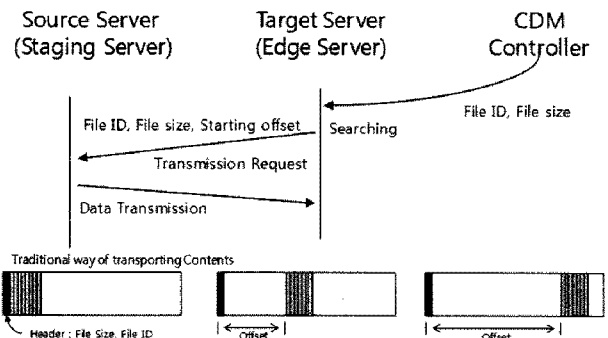 Source Server
(Staging Server)
Target Server
(Edge Server)
CDM
Controller
File ID, File size
File ID, File size, Starting offset
Searching
Transmission Request
Data Transmission
Traditional way of transporting Contents
Header : File Size, File ID
Offset
Offset